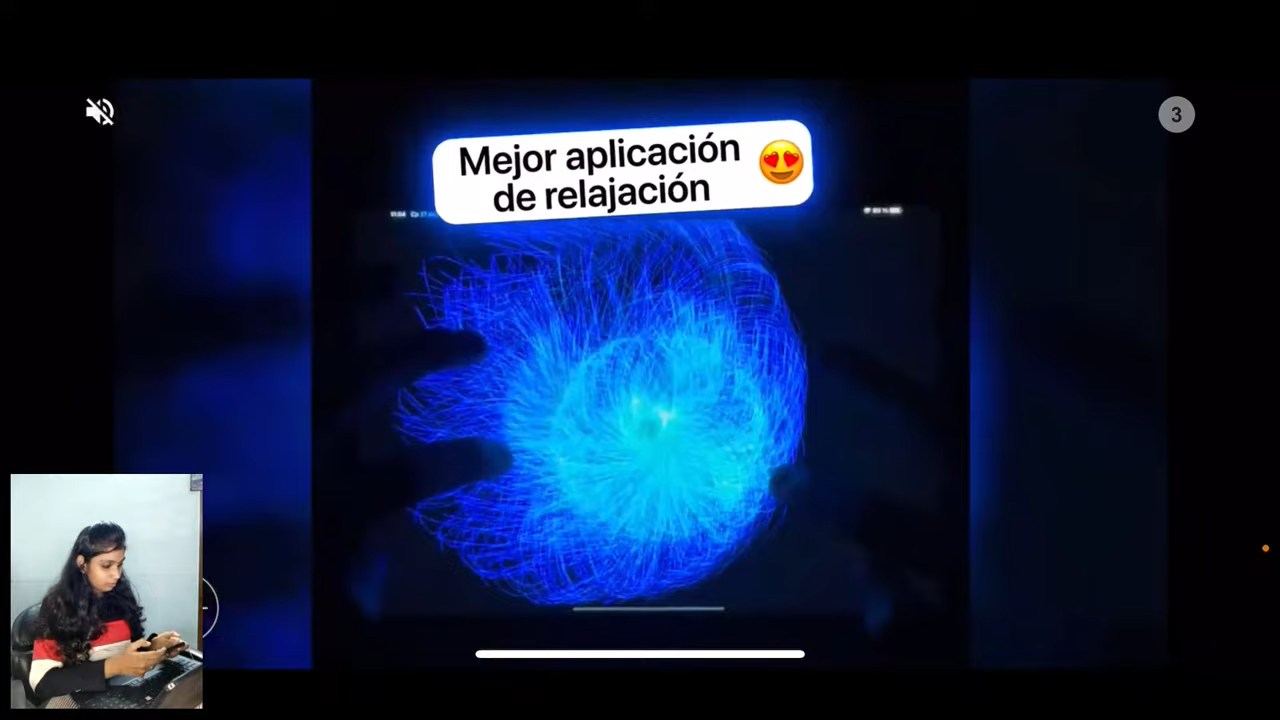 3
Mejor aplicación 😍
de relajación